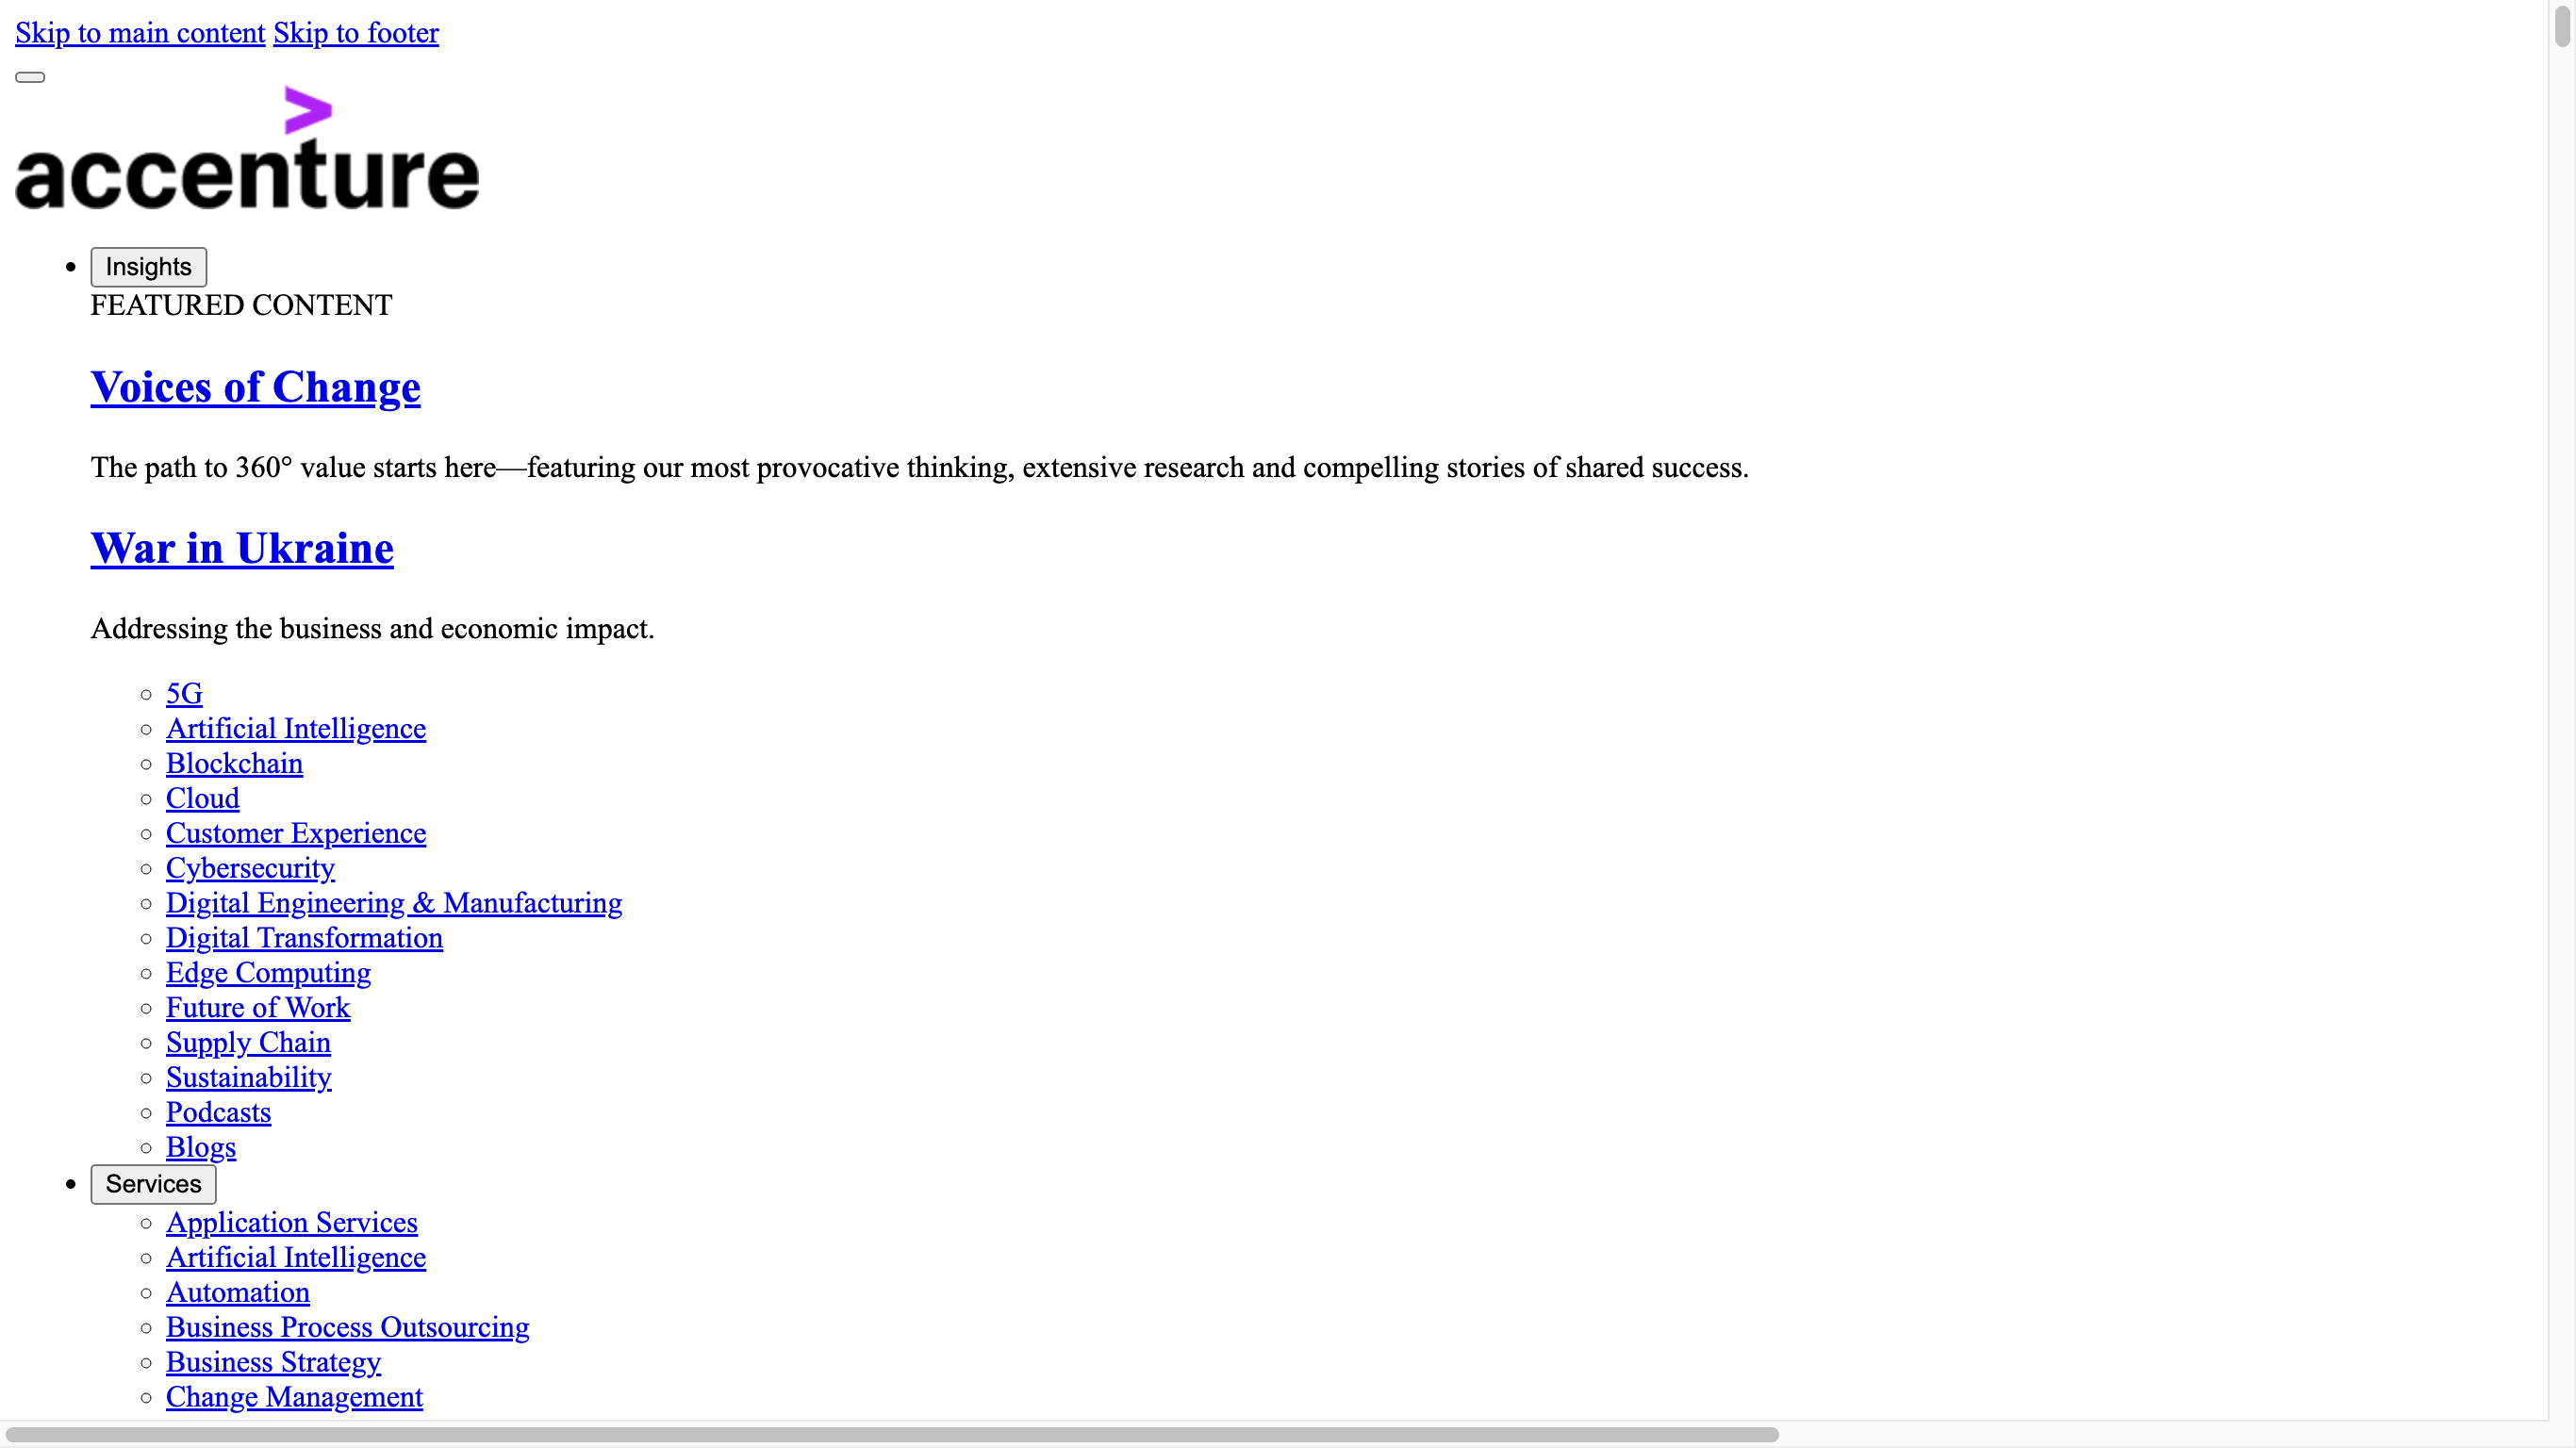 Skip to main content Skip to footer
accenture
Insights
FEATURED CONTENT
Voices of Change
The path to 360° value starts here—featuring our most provocative thinking, extensive research and compelling stories of shared success.
War in Ukraine
Addressing the business and economic impact.
5G
Artificial Intelligence
Blockchain
Cloud
Customer Experience
Cybersecurity
Digital Engineering & Manufacturing
Digital Transformation
Edge Computing
Future of Work
Supply Chain
Sustainability
Podcasts
Blogs
Services
Application Services
Artificial Intelligence
Automation
Business Process Outsourcing
Business Strategy
Change Management